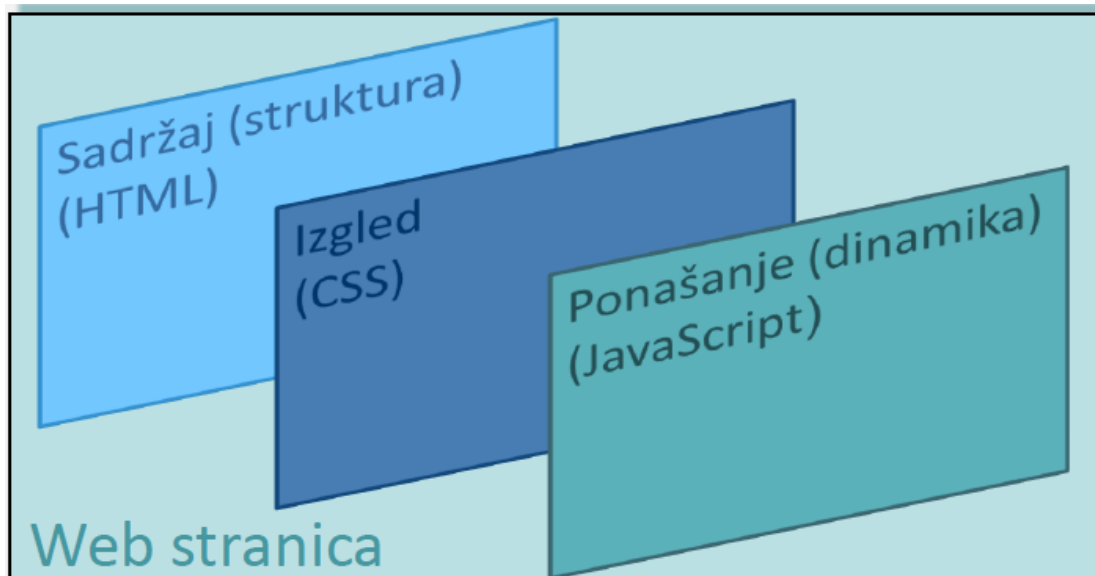 Sadržaj (struktura)
(HTML)
Izgled
(CSS)
Ponašanje (dinamika)
(JavaScript)
Web stranica